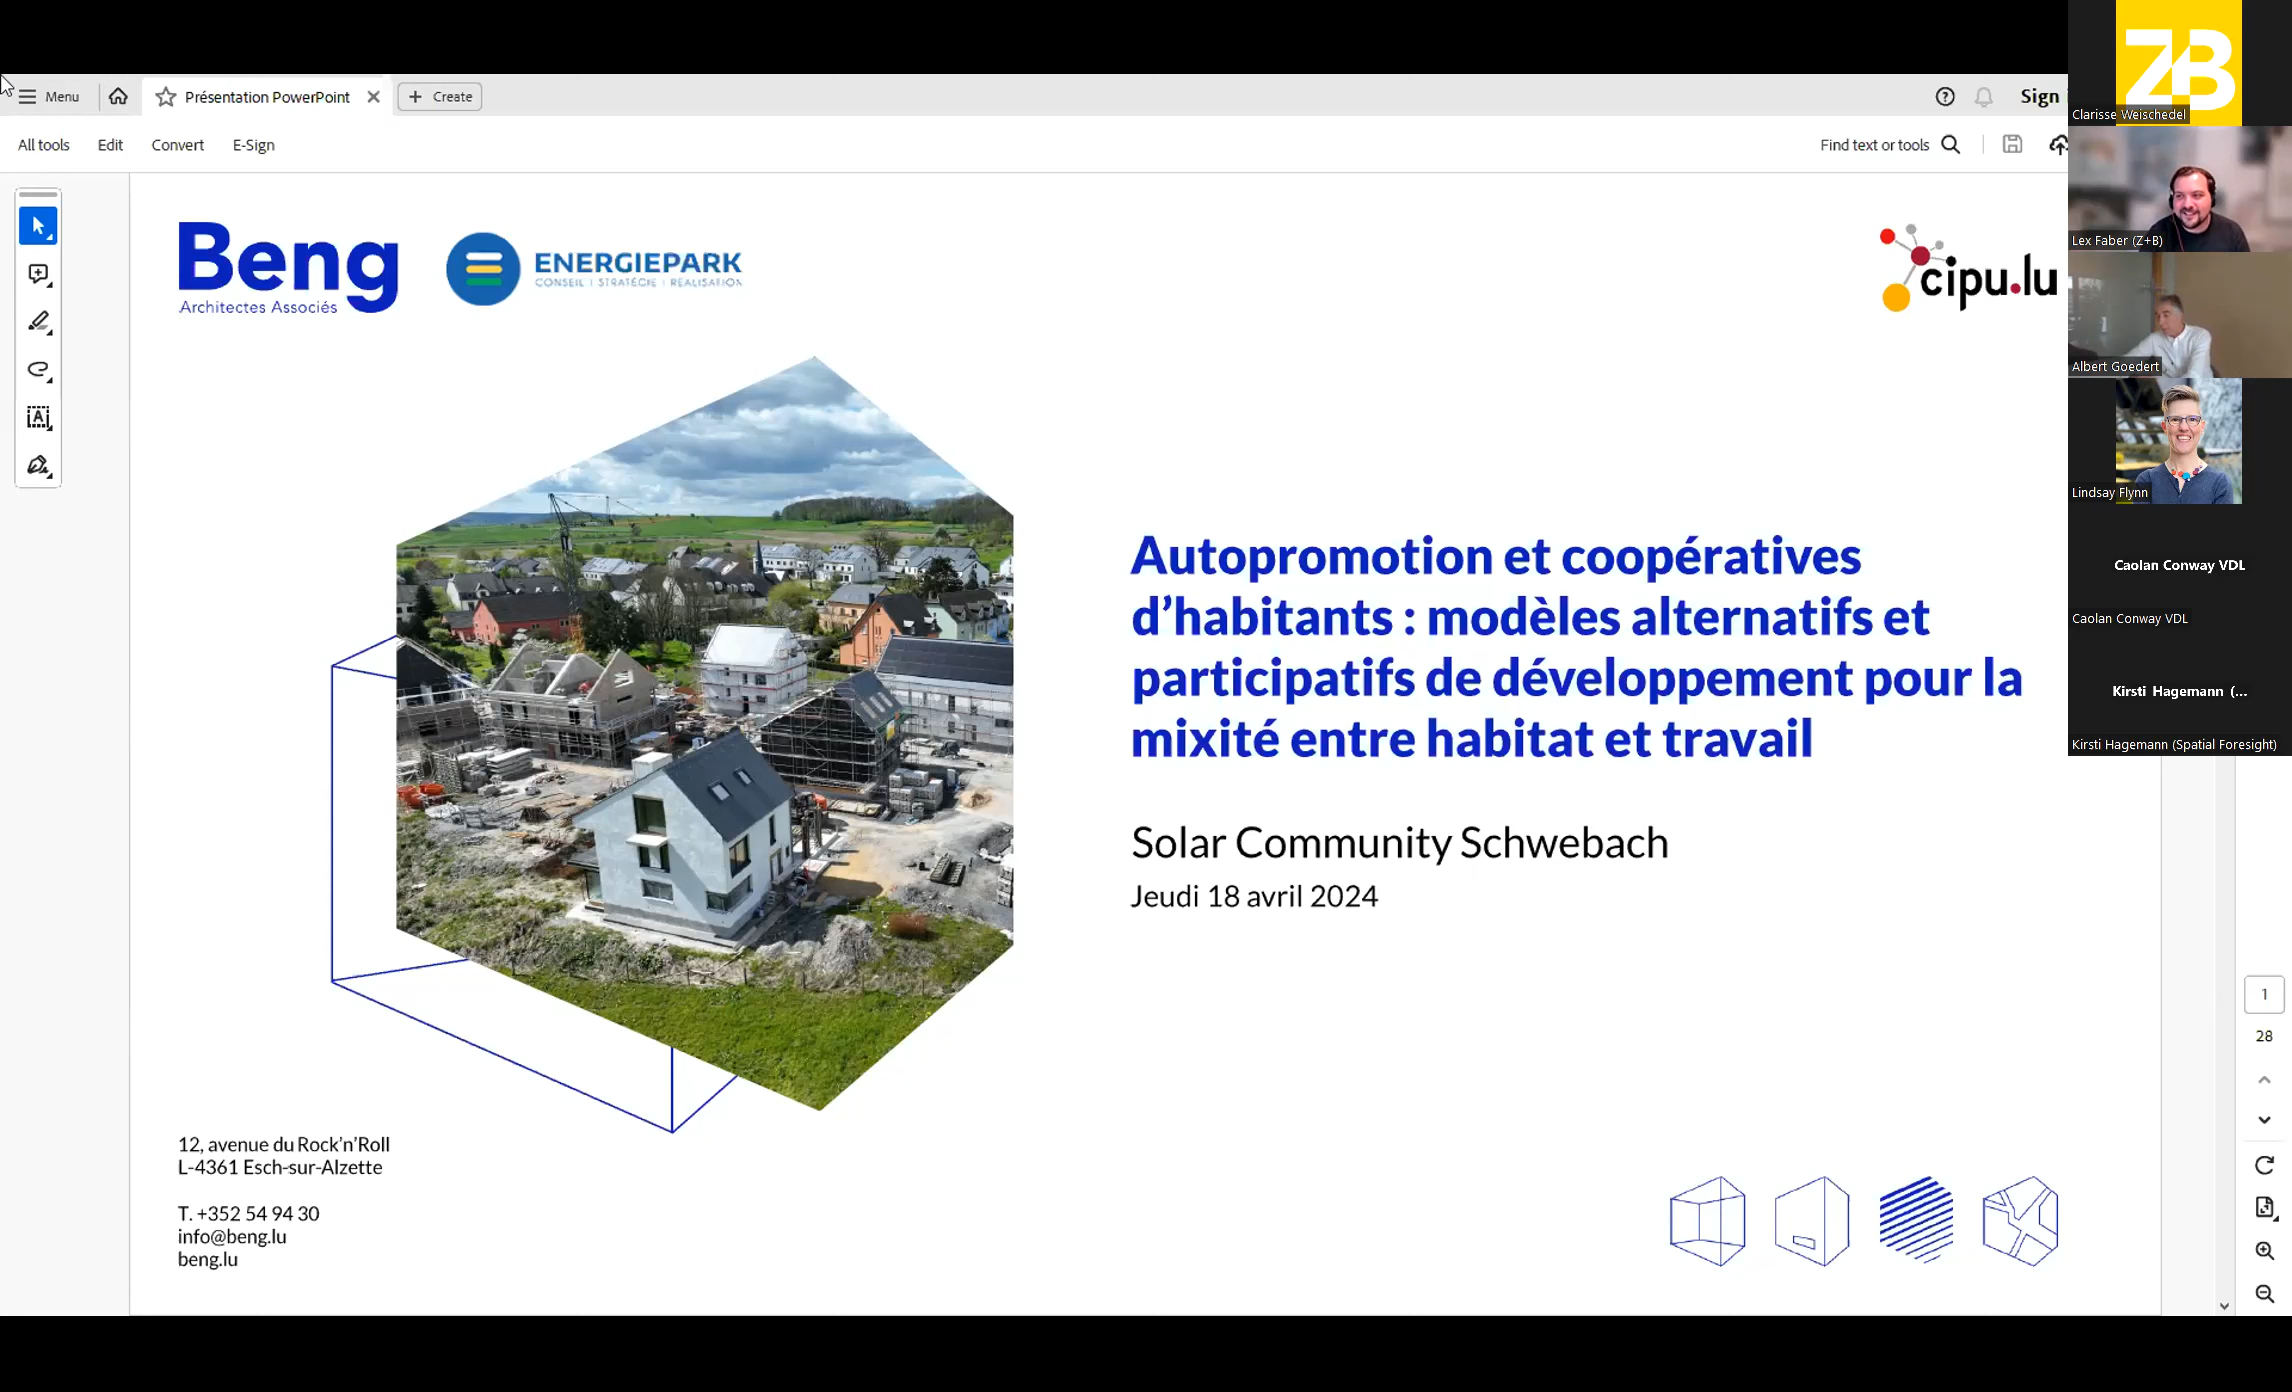 Menu
Présentation PowerPoint
Create
Sign
All tools
Edit
Convert
E-Sign
Find text or tools
Beng
Architectes Associés
ENERGIEPARK
CONSEIL | STRATÉGIE | RÉALISATION
cipu.lu
Autopromotion et coopératives
d’habitants : modèles alternatifs et
participatifs de développement pour la
mixité entre habitat et travail
Solar Community Schwebach
Jeudi 18 avril 2024
12, avenue du Rock’n’Roll
L-4361 Esch-sur-Alzette
T. +352 54 94 30
info@beng.lu
beng.lu
ZB
Clarisse Weischedel
Lex Faber (Z+B)
Albert Goedert
Lindsay Flynn
Caolan Conway VDL
Caolan Conway VDL
Kirsti Hagemann (...
Kirsti Hagemann (Spatial Foresight)
1
28